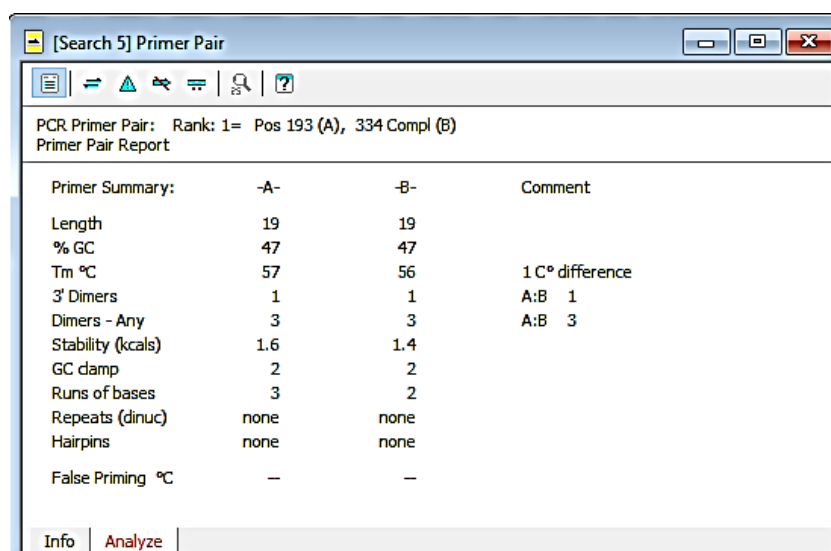 [Search 5] Primer Pair
PCR Primer Pair: Rank: 1= Pos 193 (A), 334 Compl (B)
Primer Pair Report
Primer Summary: -A- -B- Comment
Length 19 19
% GC 47 47
Tm ºC 57 56 1 Cº difference
3' Dimers 1 1 A:B 1
Dimers - Any 3 3 A:B 3
Stability (kcals) 1.6 1.4
GC clamp 2 2
Runs of bases 3 2
Repeats (dinuc) none none
Hairpins none none
False Priming ºC -- --
Info Analyze